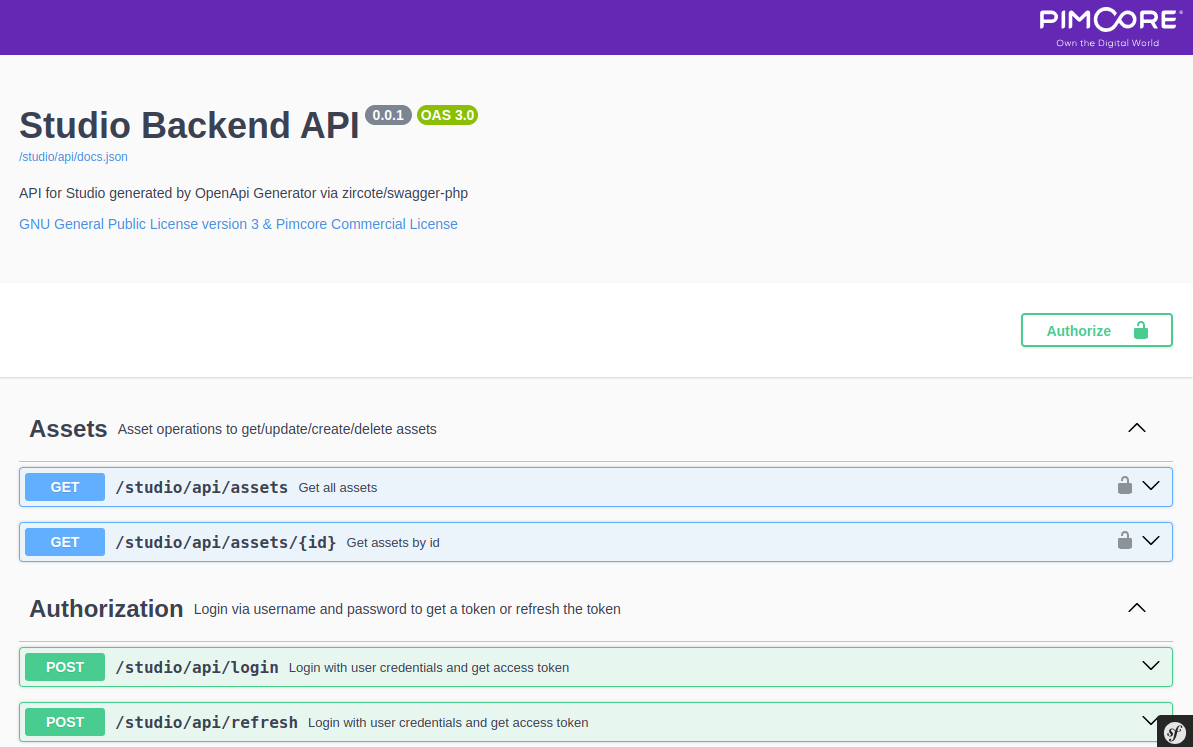 PIMCORE
Own the Digital World
Studio Backend API 0.0.1 OAS 3.0
/studio/api/docs.json
API for Studio generated by OpenApi Generator via zircote/swagger-php
GNU General Public License version 3 & Pimcore Commercial License
Authorize
Assets Asset operations to get/update/create/delete assets
GET /studio/api/assets Get all assets
GET /studio/api/assets/{id} Get assets by id
Authorization Login via username and password to get a token or refresh the token
POST /studio/api/login Login with user credentials and get access token
POST /studio/api/refresh Login with user credentials and get access token
sf